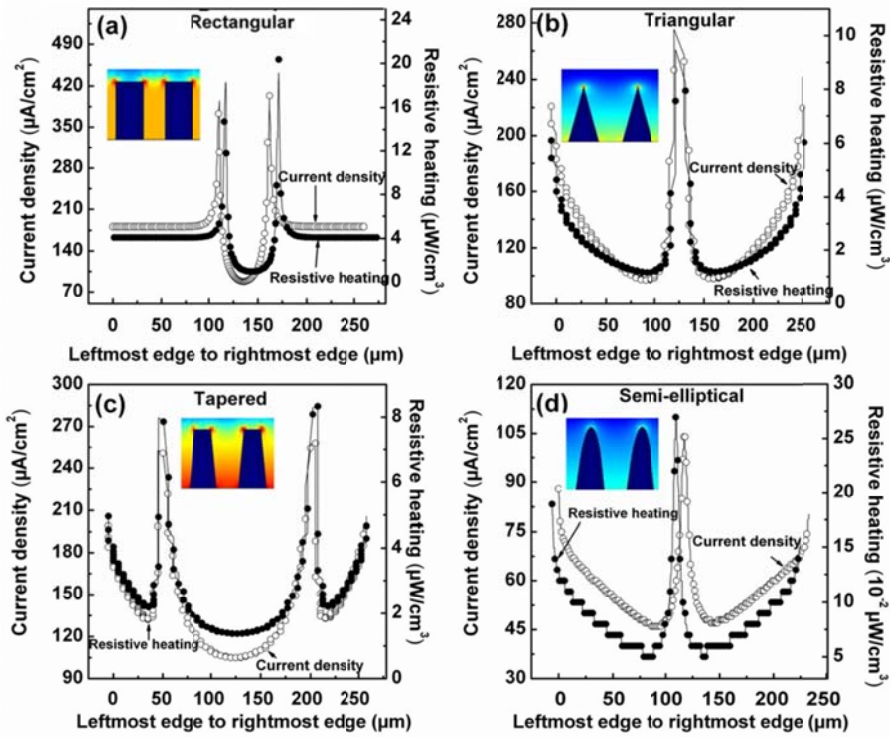 (a)
Rectangular
Current density (µA/cm²)
490
420
350
280
210
140
70
24
20
16
12
8
4
0
Resistive heating (µW/cm³)
Current density
Resistive heating
0 50 100 150 200 250
Leftmost edge to rightmost edge (µm)
(b)
Triangular
Current density (µA/cm²)
280
260
220
200
160
120
100
80
10
8
6
4
2
0
Resistive heating (µW/cm³)
Current density
Resistive heating
0 50 100 150 200 250
Leftmost edge to rightmost edge (µm)
(c)
Tapered
Current density (µA/cm²)
300
270
240
210
180
150
120
90
8
6
4
2
0
Resistive heating (µW/cm³)
Resistive heating
Current density
0 50 100 150 200 250
Leftmost edge to rightmost edge (µm)
(d)
Semi-elliptical
Current density (µA/cm²)
120
105
90
75
60
45
30
30
25
20
15
10
5
Resistive heating (10⁻² µW/cm³)
Resistive heating
Current density
0 50 100 150 200 250
Leftmost edge to rightmost edge (µm)